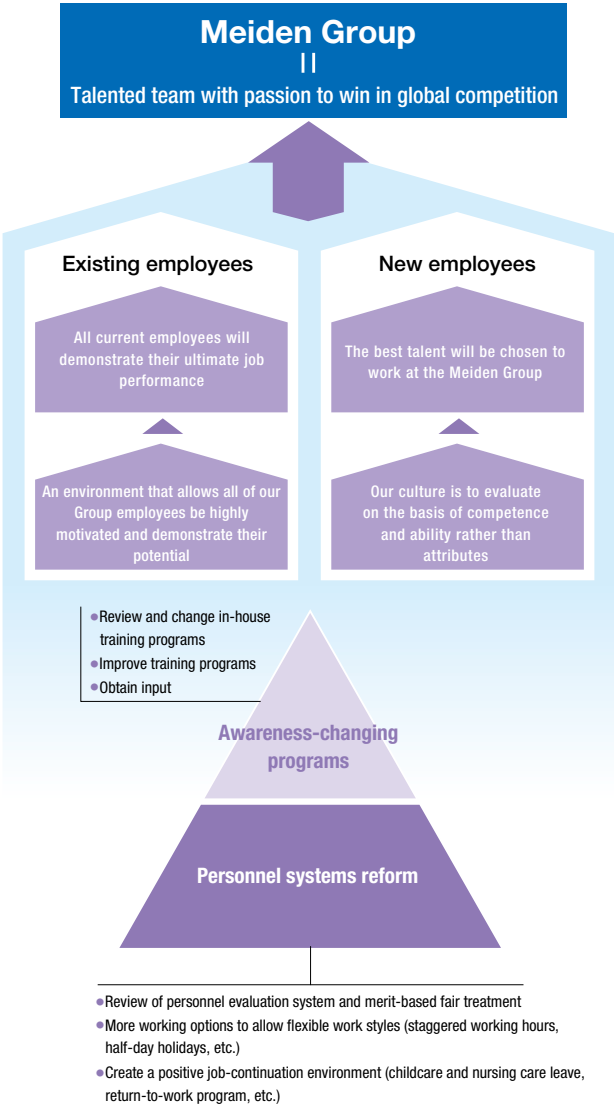 Meiden Group
=
Talented team with passion to win in global competition
Existing employees
All current employees will
demonstrate their ultimate job
performance
An environment that allows all of our
Group employees be highly
motivated and demonstrate their
potential
New employees
The best talent will be chosen to
work at the Meiden Group
Our culture is to evaluate
on the basis of competence
and ability rather than
attributes
●Review and change in-house
training programs
●Improve training programs
●Obtain input
Awareness-changing
programs
Personnel systems reform
●Review of personnel evaluation system and merit-based fair treatment
●More working options to allow flexible work styles (staggered working hours,
half-day holidays, etc.)
●Create a positive job-continuation environment (childcare and nursing care leave,
return-to-work program, etc.)